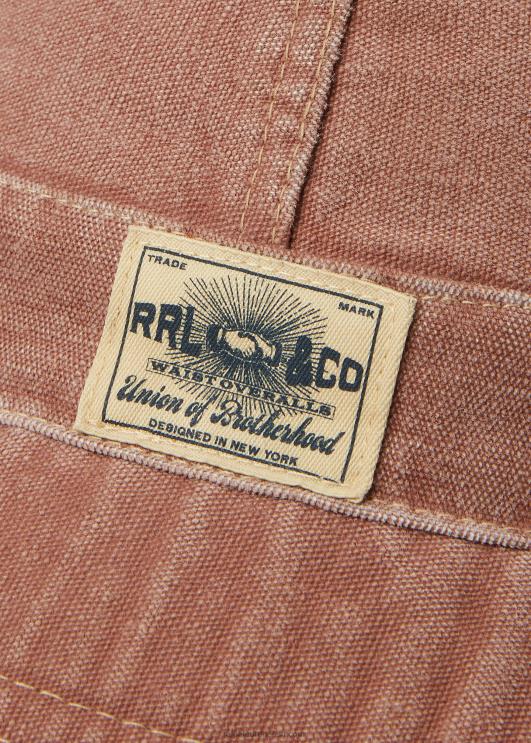 TRADE MARK
RRL & CO
WAIST OVERALLS
Union of Brotherhood
DESIGNED IN NEW YORK